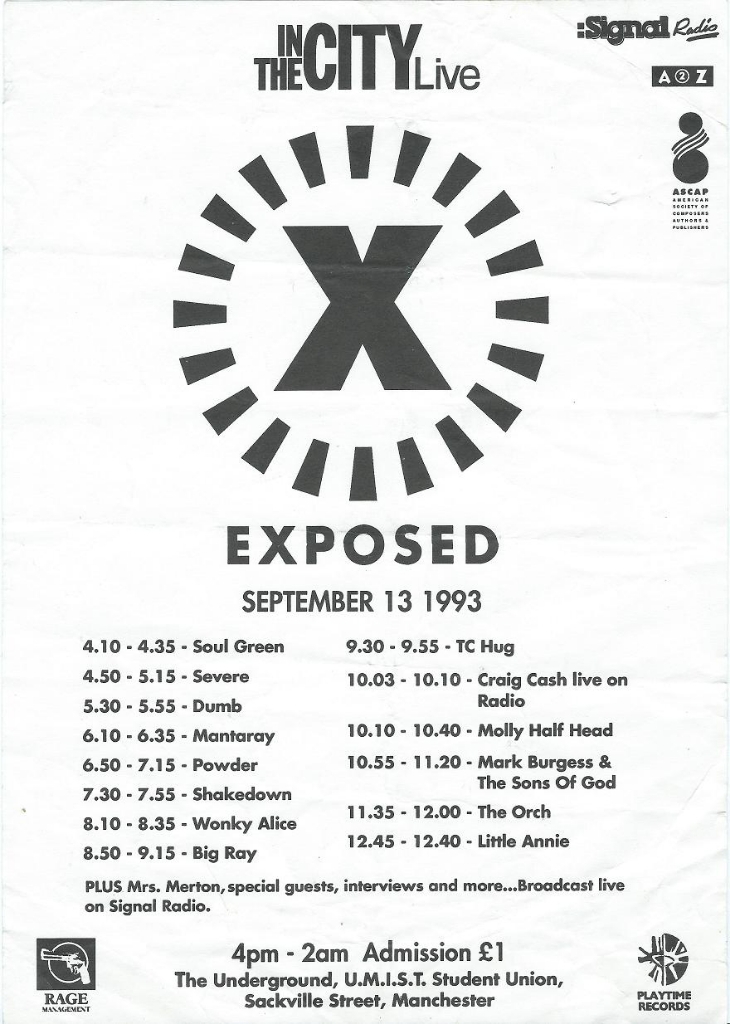 IN THE CITY Live
:Signal Radio
A 2 Z
ASCAP
AMERICAN
SOCIETY OF
COMPOSERS
AUTHORS &
PUBLISHERS
X
EXPOSED
SEPTEMBER 13 1993
4.10 - 4.35 - Soul Green
4.50 - 5.15 - Severe
5.30 - 5.55 - Dumb
6.10 - 6.35 - Mantaray
6.50 - 7.15 - Powder
7.30 - 7.55 - Shakedown
8.10 - 8.35 - Wonky Alice
8.50 - 9.15 - Big Ray
9.30 - 9.55 - TC Hug
10.03 - 10.10 - Craig Cash live on
Radio
10.10 - 10.40 - Molly Half Head
10.55 - 11.20 - Mark Burgess &
The Sons Of God
11.35 - 12.00 - The Orch
12.45 - 12.40 - Little Annie
PLUS Mrs. Merton, special guests, interviews and more...Broadcast live
on Signal Radio.
4pm - 2am Admission £1
The Underground, U.M.I.S.T. Student Union,
Sackville Street, Manchester
RAGE
MANAGEMENT
PLAYTIME
RECORDS